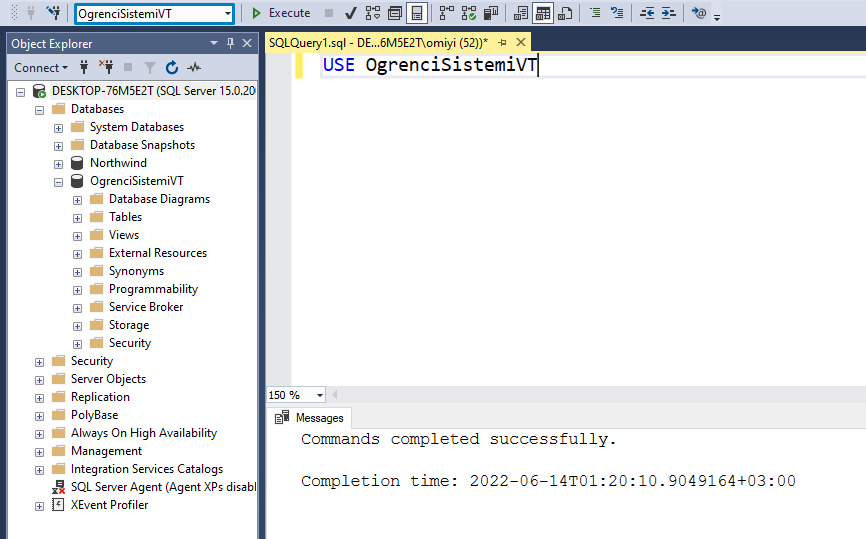 OgrenciSistemiVT
Execute
Object Explorer
SQLQuery1.sql - DE...6M5E2T\omiyi (52))*
Connect
USE OgrenciSistemiVT
DESKTOP-76M5E2T (SQL Server 15.0.20
Databases
System Databases
Database Snapshots
Northwind
OgrenciSistemiVT
Database Diagrams
Tables
Views
External Resources
Synonyms
Programmability
Service Broker
Storage
Security
Security
Server Objects
Replication
PolyBase
Always On High Availability
Management
Integration Services Catalogs
SQL Server Agent (Agent XPs disabl
XEvent Profiler
150 %
Messages
Commands completed successfully.
Completion time: 2022-06-14T01:20:10.9049164+03:00